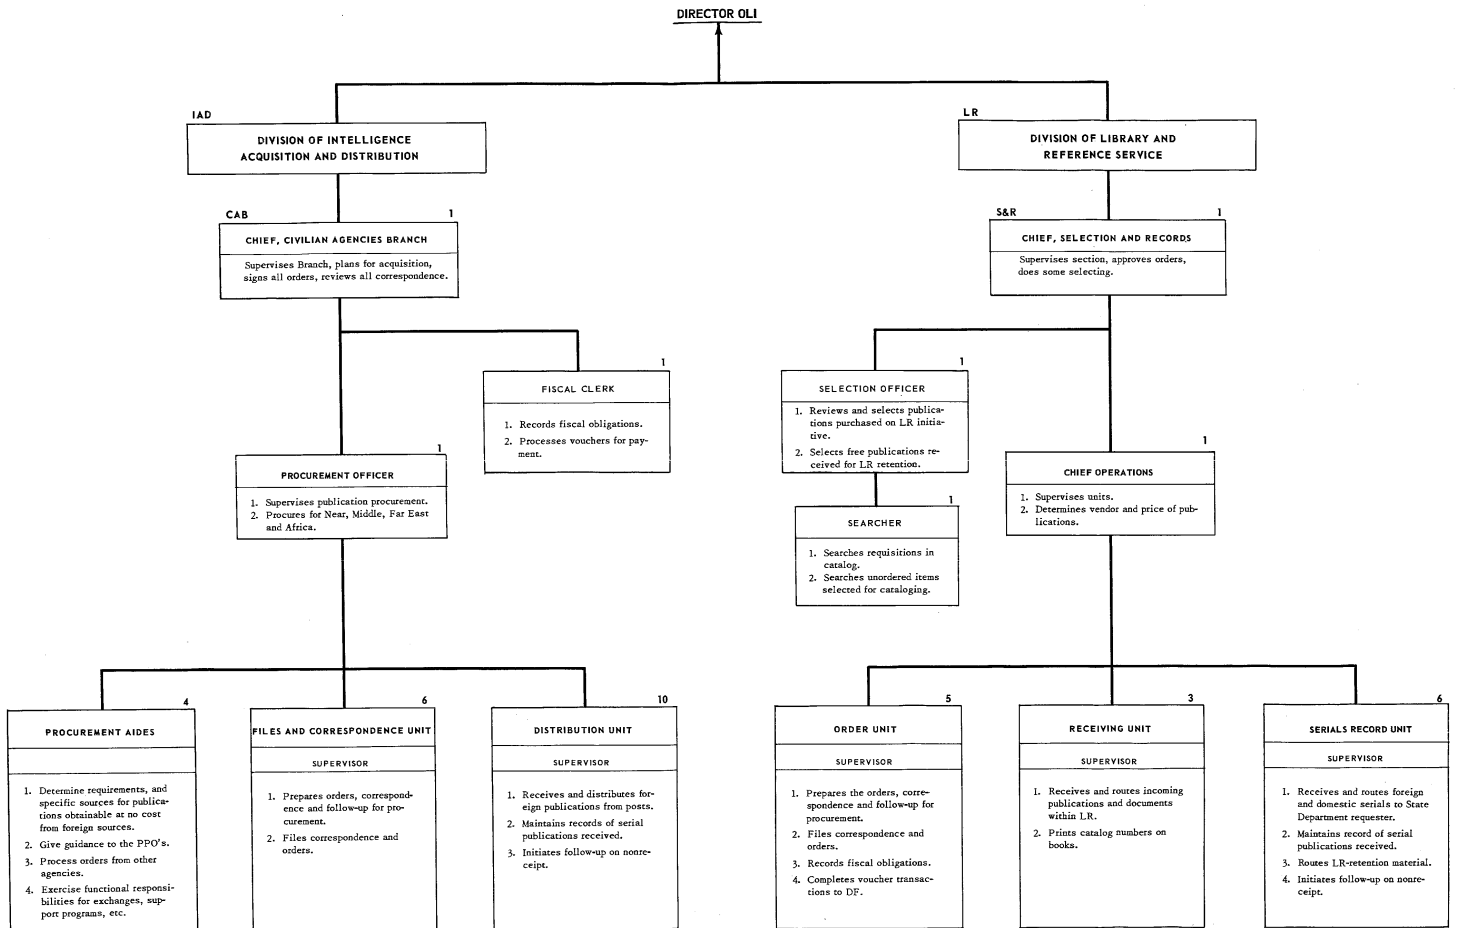 DIRECTOR OLI
IAD
DIVISION OF INTELLIGENCE
ACQUISITION AND DISTRIBUTION
LR
DIVISION OF LIBRARY AND
REFERENCE SERVICE
CAB 1
CHIEF, CIVILIAN AGENCIES BRANCH
Supervises Branch, plans for acquisition,
signs all orders, reviews all correspondence.
S&R 1
CHIEF, SELECTION AND RECORDS
Supervises section, approves orders,
does some selecting.
1
FISCAL CLERK
1. Records fiscal obligations.
2. Processes vouchers for pay-
ment.
1
SELECTION OFFICER
1. Reviews and selects publica-
tions purchased on LR initia-
tive.
2. Selects free publications re-
ceived for LR retention.
1
PROCUREMENT OFFICER
1. Supervises publication procurement.
2. Procures for Near, Middle, Far East
and Africa.
1
CHIEF OPERATIONS
1. Supervises units.
2. Determines vendor and price of pub-
lications.
1
SEARCHER
1. Searches requisitions in
catalog.
2. Searches unordered items
selected for cataloging.
4
PROCUREMENT AIDES
1. Determine requirements, and
specific sources for publica-
tions obtainable at no cost
from foreign sources.
2. Give guidance to the PPO's.
3. Process orders from other
agencies.
4. Exercise functional responsi-
bilities for exchanges, sup-
port programs, etc.
6
FILES AND CORRESPONDENCE UNIT
SUPERVISOR
1. Prepares orders, correspond-
ence and follow-up for pro-
curement.
2. Files correspondence and
orders.
10
DISTRIBUTION UNIT
SUPERVISOR
1. Receives and distributes for-
eign publications from posts.
2. Maintains records of serial
publications received.
3. Initiates follow-up on nonre-
ceipt.
5
ORDER UNIT
SUPERVISOR
1. Prepares the orders, corre-
spondence and follow-up for
procurement.
2. Files correspondence and
orders.
3. Records fiscal obligations.
4. Completes voucher transac-
tions to DF.
3
RECEIVING UNIT
SUPERVISOR
1. Receives and routes incoming
publications and documents
within LR.
2. Prints catalog numbers on
books.
6
SERIALS RECORD UNIT
SUPERVISOR
1. Receives and routes foreign
and domestic serials to State
Department requester.
2. Maintains record of serial
publications received.
3. Routes LR-retention material.
4. Initiates follow-up on nonre-
ceipt.